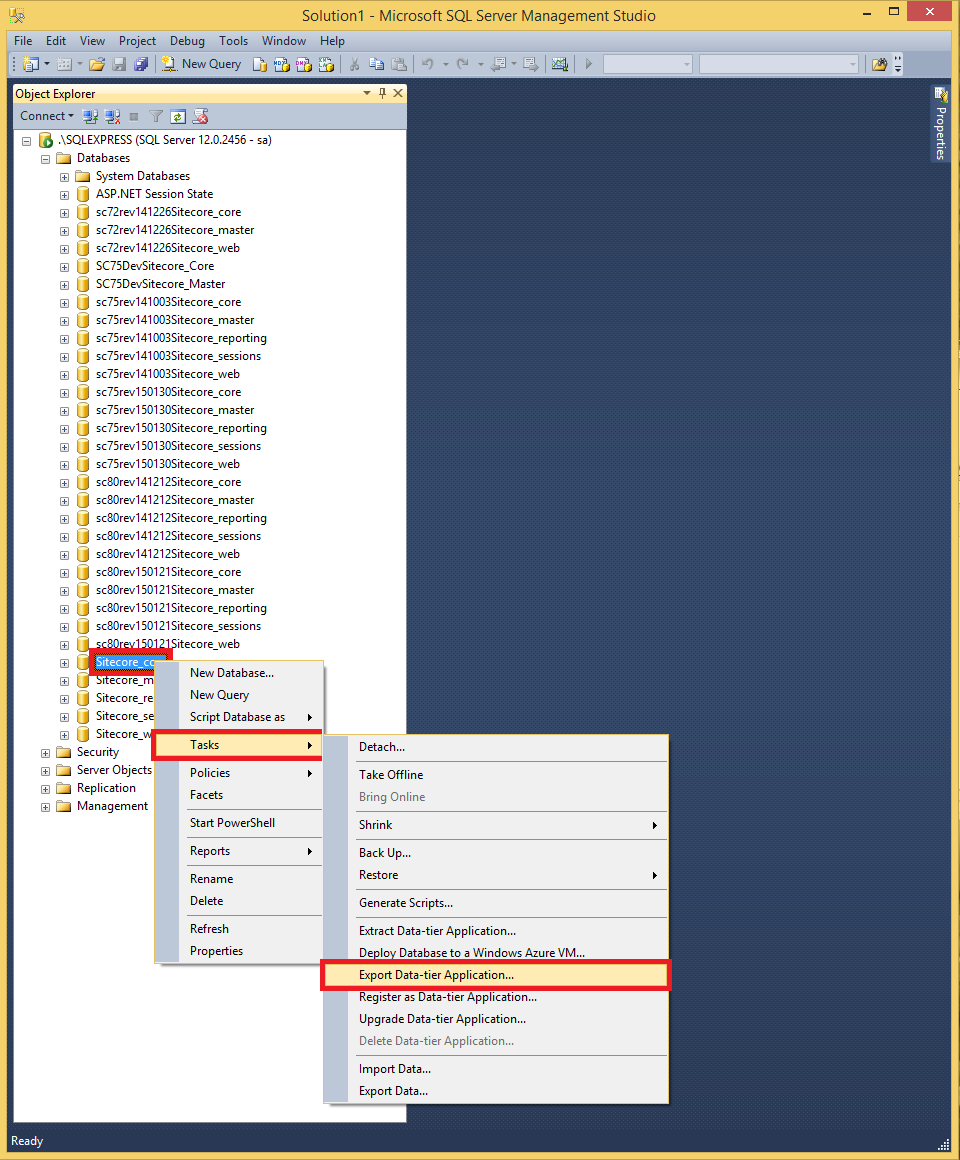 Solution1 - Microsoft SQL Server Management Studio
File Edit View Project Debug Tools Window Help
New Query
Object Explorer
Connect
Properties
.\SQLEXPRESS (SQL Server 12.0.2456 - sa)
Databases
System Databases
ASP.NET Session State
sc72rev141226Sitecore_core
sc72rev141226Sitecore_master
sc72rev141226Sitecore_web
SC75DevSitecore_Core
SC75DevSitecore_Master
sc75rev141003Sitecore_core
sc75rev141003Sitecore_master
sc75rev141003Sitecore_reporting
sc75rev141003Sitecore_sessions
sc75rev141003Sitecore_web
sc75rev150130Sitecore_core
sc75rev150130Sitecore_master
sc75rev150130Sitecore_reporting
sc75rev150130Sitecore_sessions
sc75rev150130Sitecore_web
sc80rev141212Sitecore_core
sc80rev141212Sitecore_master
sc80rev141212Sitecore_reporting
sc80rev141212Sitecore_sessions
sc80rev141212Sitecore_web
sc80rev150121Sitecore_core
sc80rev150121Sitecore_master
sc80rev150121Sitecore_reporting
sc80rev150121Sitecore_sessions
sc80rev150121Sitecore_web
Sitecore_co
Sitecore_m
Sitecore_re
Sitecore_se
Sitecore_w
Security
Server Objects
Replication
Management
New Database...
New Query
Script Database as
Tasks
Policies
Facets
Start PowerShell
Reports
Rename
Delete
Refresh
Properties
Detach...
Take Offline
Bring Online
Shrink
Back Up...
Restore
Generate Scripts...
Extract Data-tier Application...
Deploy Database to a Windows Azure VM...
Export Data-tier Application...
Register as Data-tier Application...
Upgrade Data-tier Application...
Delete Data-tier Application...
Import Data...
Export Data...
Ready